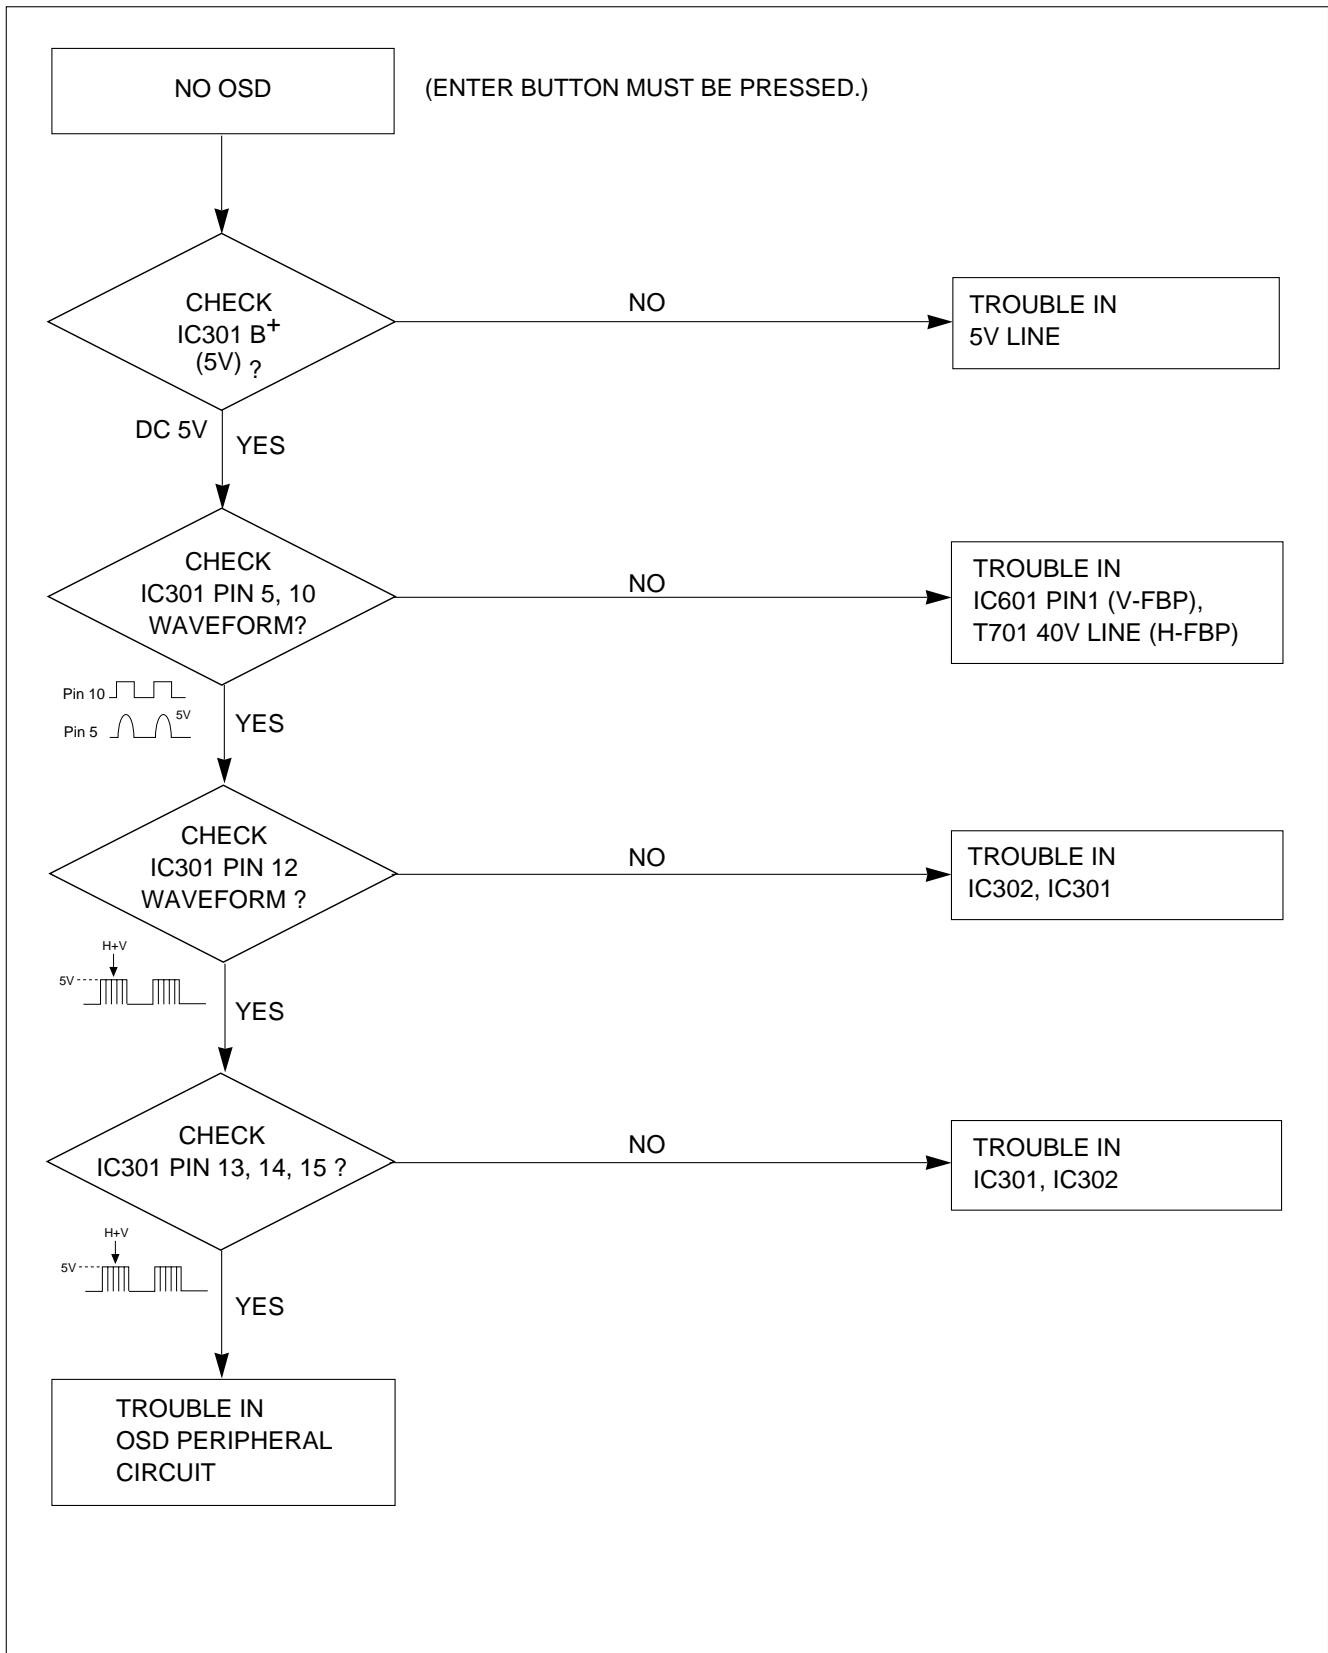 NO OSD
(ENTER BUTTON MUST BE PRESSED.)
CHECK
IC301 B+
(5V) ?
NO
TROUBLE IN
5V LINE
DC 5V
YES
CHECK
IC301 PIN 5, 10
WAVEFORM?
NO
TROUBLE IN
IC601 PIN1 (V-FBP),
T701 40V LINE (H-FBP)
Pin 10
5V
Pin 5
YES
CHECK
IC301 PIN 12
WAVEFORM ?
NO
TROUBLE IN
IC302, IC301
H+V
5V
YES
CHECK
IC301 PIN 13, 14, 15 ?
NO
TROUBLE IN
IC301, IC302
H+V
5V
YES
TROUBLE IN
OSD PERIPHERAL
CIRCUIT